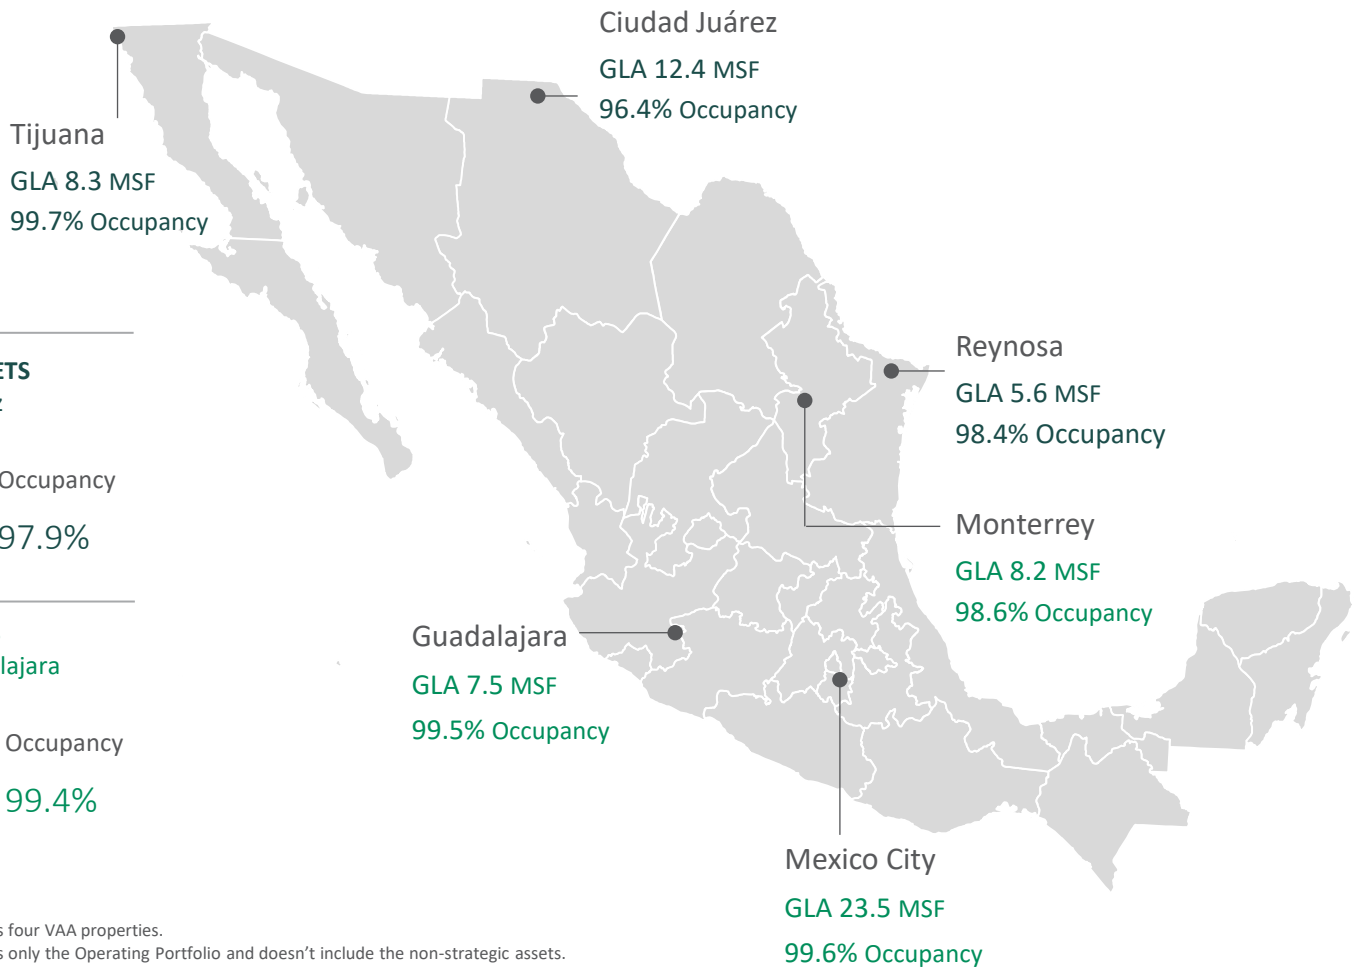 Ciudad Juárez
GLA 12.4 MSF
96.4% Occupancy
Tijuana
GLA 8.3 MSF
99.7% Occupancy
Reynosa
GLA 5.6 MSF
98.4% Occupancy
ETS
z
Occupancy
97.9%
Monterrey
GLA 8.2 MSF
98.6% Occupancy
Guadalajara
GLA 7.5 MSF
99.5% Occupancy
lajara
Occupancy
99.4%
Mexico City
GLA 23.5 MSF
99.6% Occupancy
s four VAA properties.
s only the Operating Portfolio and doesn’t include the non-strategic assets.